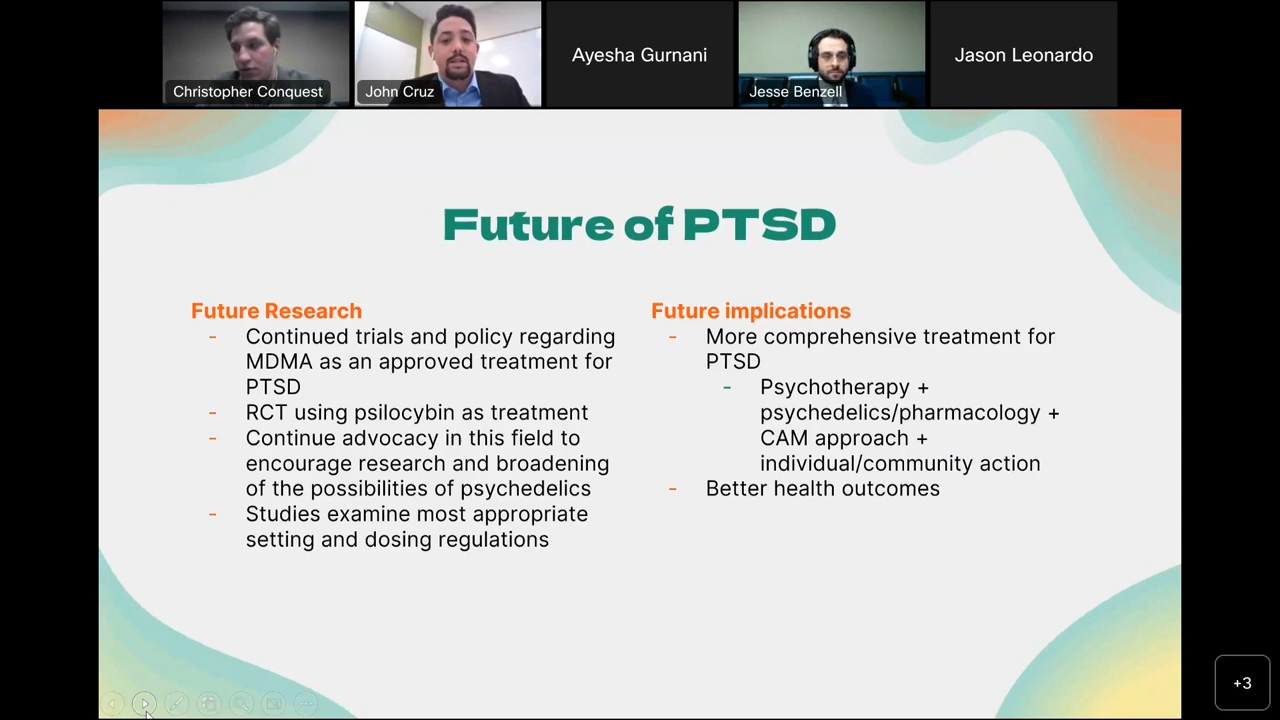 Christopher Conquest
John Cruz
Ayesha Gurnani
Jesse Benzell
Jason Leonardo
Future of PTSD
Future Research
- Continued trials and policy regarding
MDMA as an approved treatment for
PTSD
- RCT using psilocybin as treatment
- Continue advocacy in this field to
encourage research and broadening
of the possibilities of psychedelics
- Studies examine most appropriate
setting and dosing regulations
Future implications
- More comprehensive treatment for
PTSD
- Psychotherapy +
psychedelics/pharmacology +
CAM approach +
individual/community action
- Better health outcomes
+3